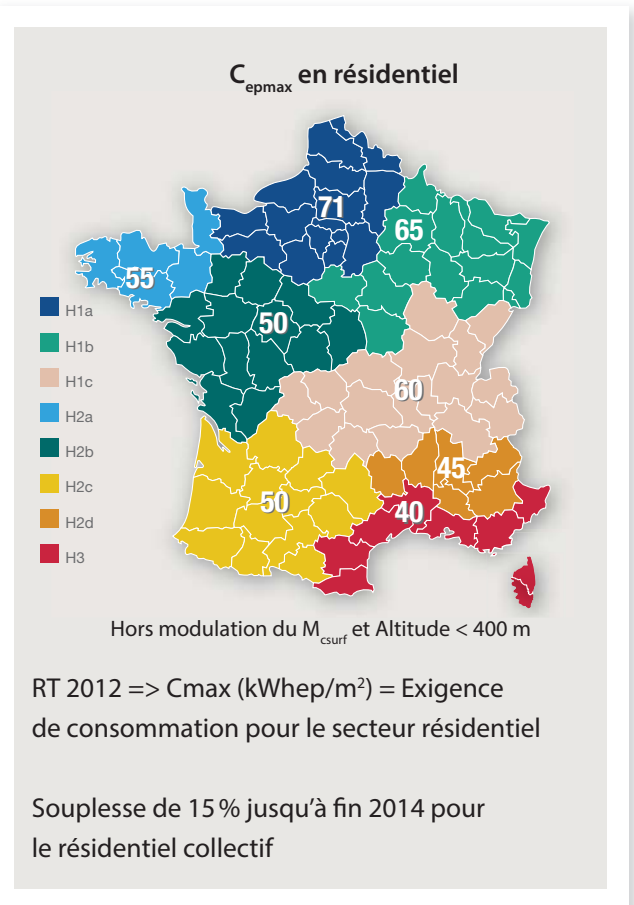 Cepmax en résidentiel
71
65
55
50
60
45
50
40
H1a
H1b
H1c
H2a
H2b
H2c
H2d
H3
Hors modulation du Mcsurf et Altitude < 400 m
RT 2012 => Cmax (kWhep/m²) = Exigence
de consommation pour le secteur résidentiel
Souplesse de 15 % jusqu'à fin 2014 pour
le résidentiel collectif